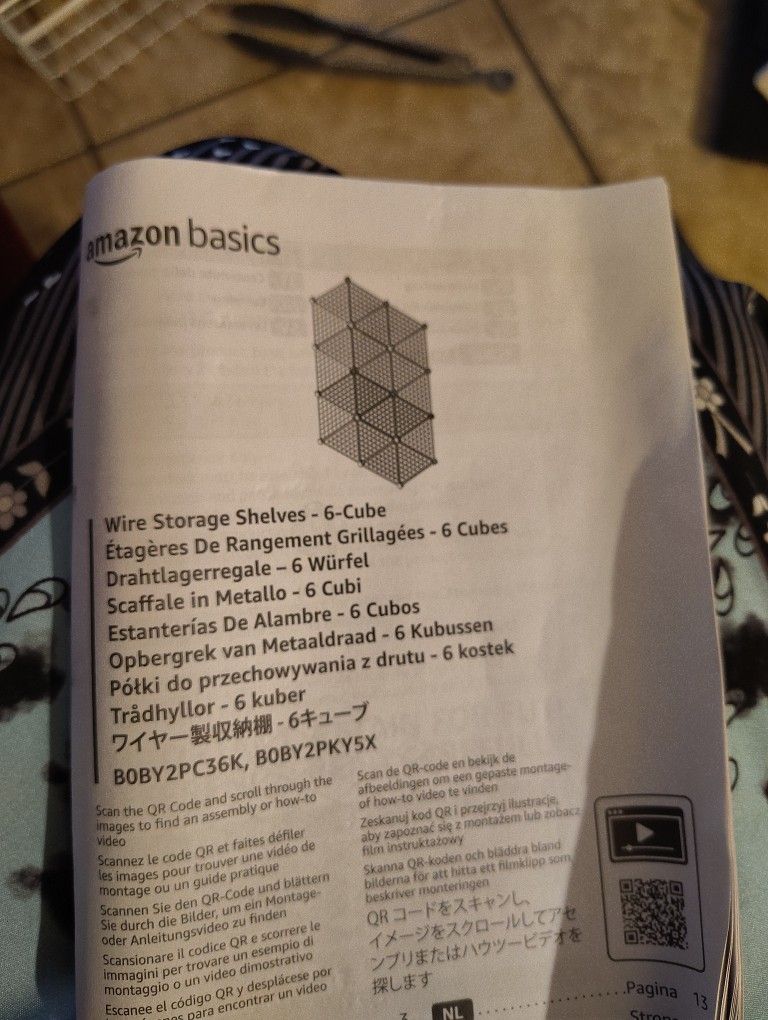 amazon basics
Wire Storage Shelves - 6-Cube
Étagères De Rangement Grillagées - 6 Cubes
Drahtlagerregale – 6 Würfel
Scaffale in Metallo - 6 Cubi
Estanterías De Alambre - 6 Cubos
Opbergrek van Metaaldraad - 6 Kubussen
Półki do przechowywania z drutu - 6 kostek
Trådhyllor - 6 kuber
ワイヤー製収納棚 - 6キューブ
B0BY2PC36K, B0BY2PKY5X
Scan the QR Code and scroll through the
images to find an assembly or how-to
video
Scannez le code QR et faites défiler
les images pour trouver une vidéo de
montage ou un guide pratique
Scannen Sie den QR-Code und blättern
Sie durch die Bilder, um ein Montage-
oder Anleitungsvideo zu finden
Scansionare il codice QR e scorrere le
immagini per trovare un esempio di
montaggio o un video dimostrativo
Escanee el código QR y desplácese por
para encontrar un video
Scan de QR-code en bekijk de
afbeeldingen om een gepaste montage-
of how-to video te vinden
Zeskanuj kod QR i przejrzyj ilustracje,
aby zapoznać się z montażem lub zobacz
film instruktażowy
Skanna QR-koden och bläddra bland
bilderna för att hitta ett filmklipp som
beskriver monteringen
QR コードをスキャンし、
イメージをスクロールしてアセ
ンブリまたはハウツービデオを
探します
3 NL Pagina 13